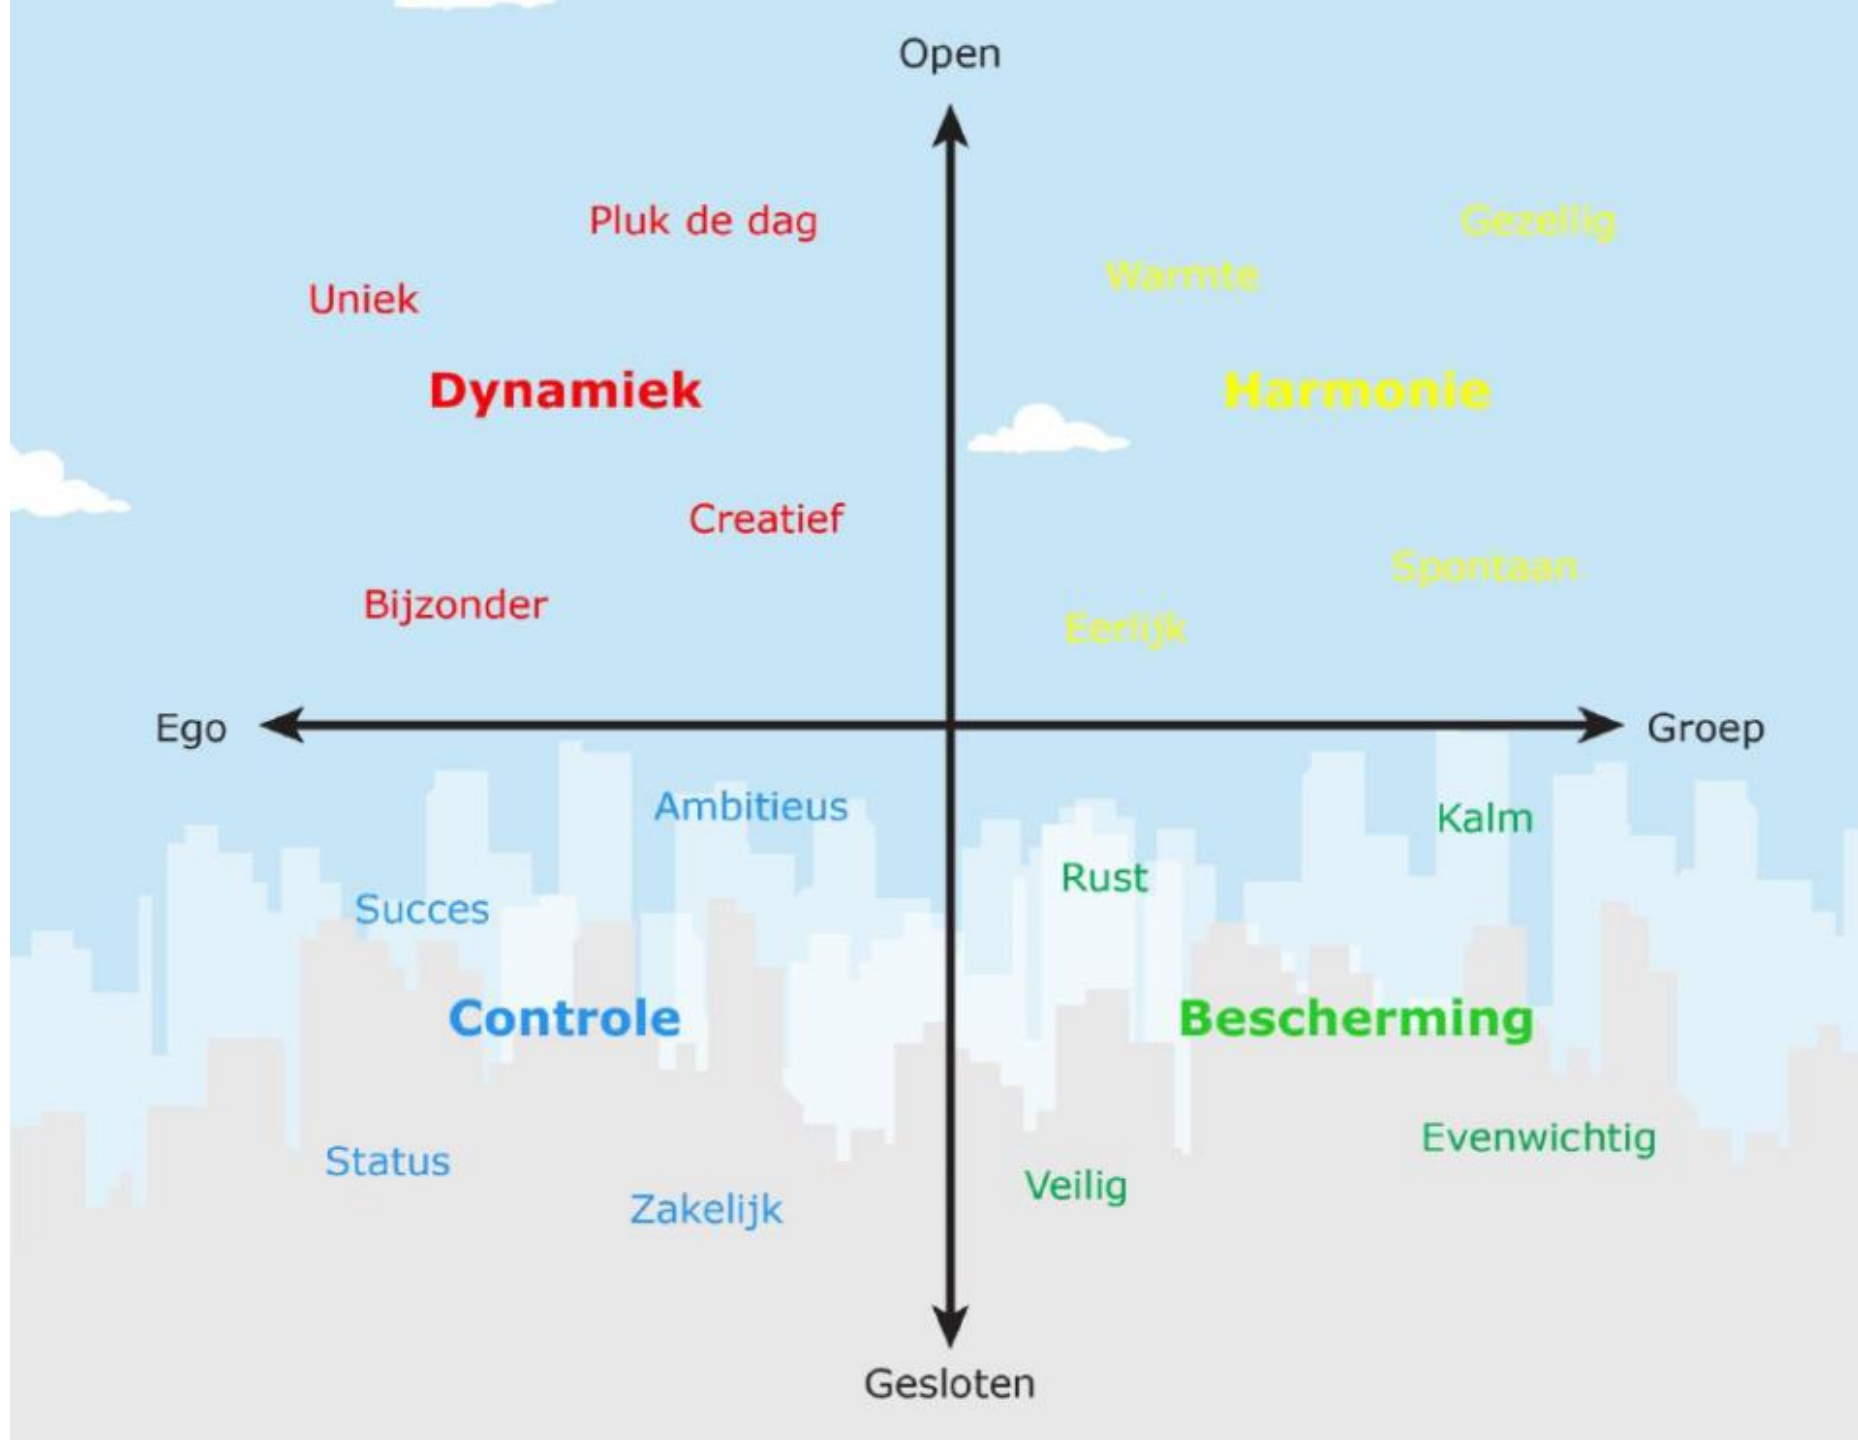 Open
Pluk de dag
Gezellig
Warmte
Uniek
Dynamiek
Harmonie
Creatief
Spontaan
Bijzonder
Eerlijk
Ego
Groep
Ambitieus
Kalm
Rust
Succes
Controle
Bescherming
Evenwichtig
Status
Veilig
Zakelijk
Gesloten